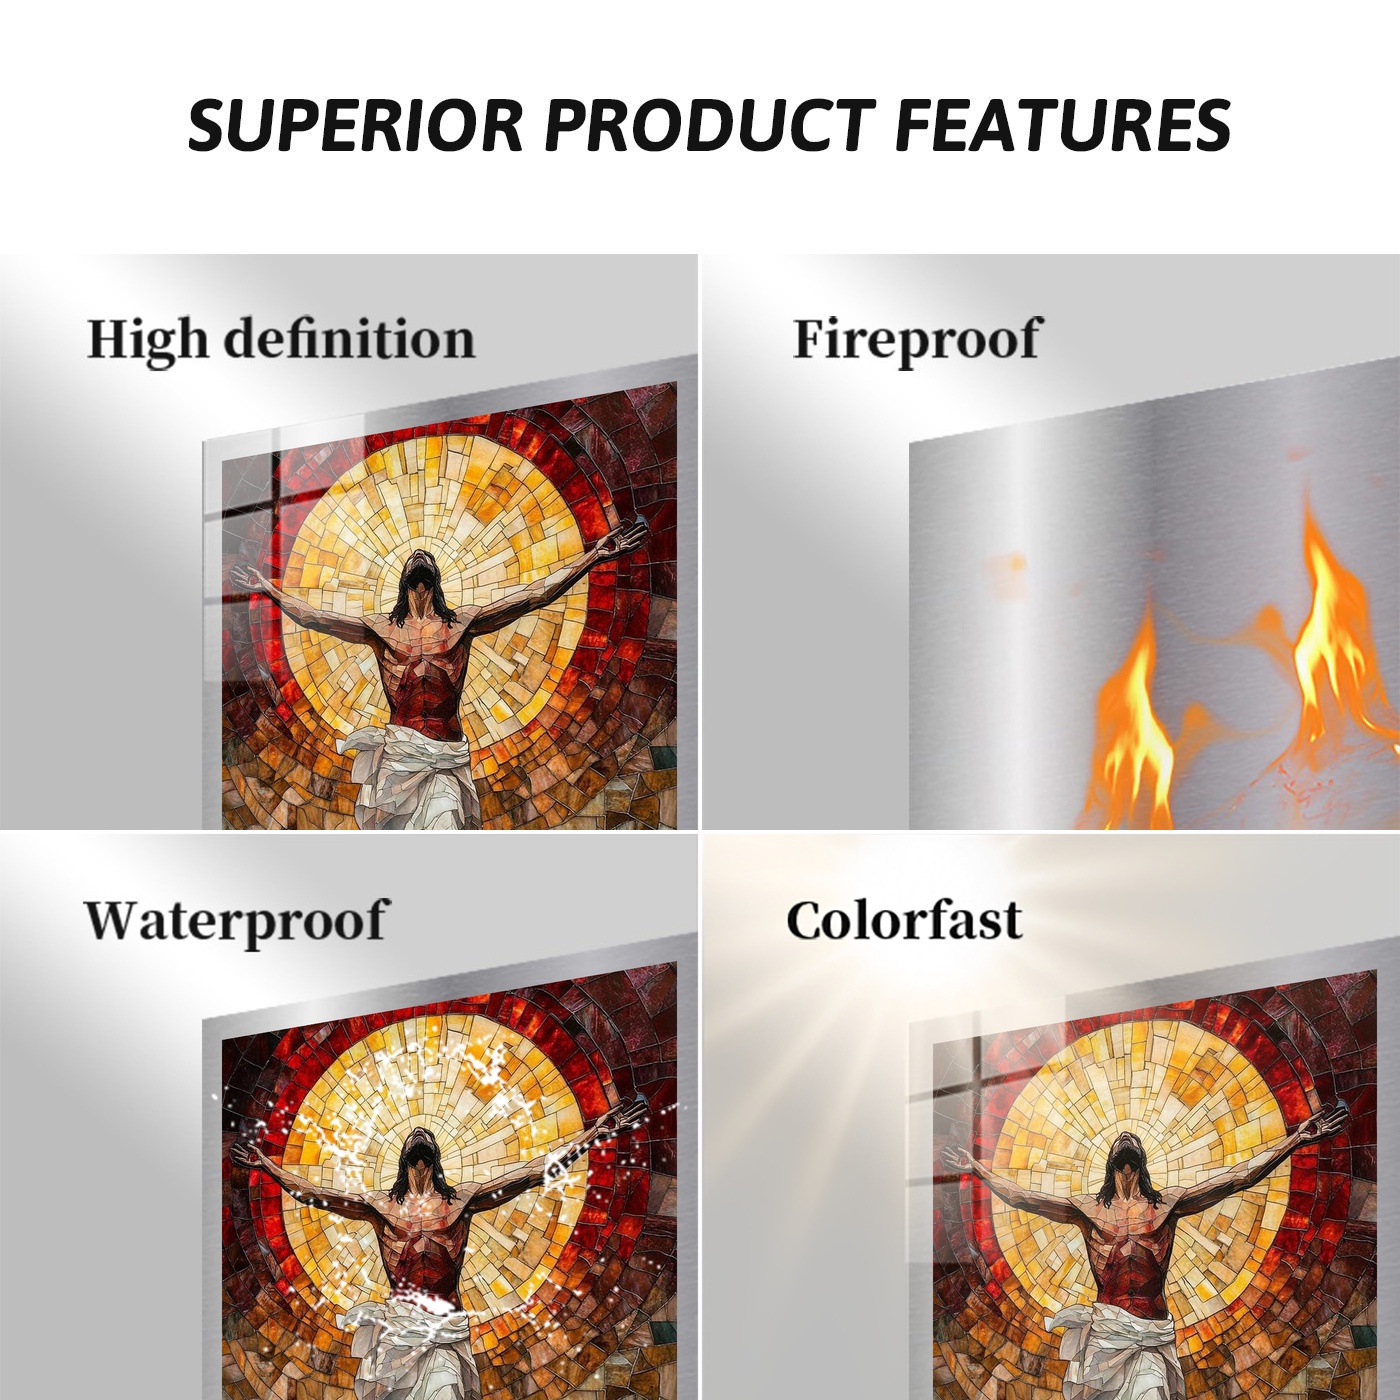 SUPERIOR PRODUCT FEATURES
High definition
Fireproof
Waterproof
Colorfast